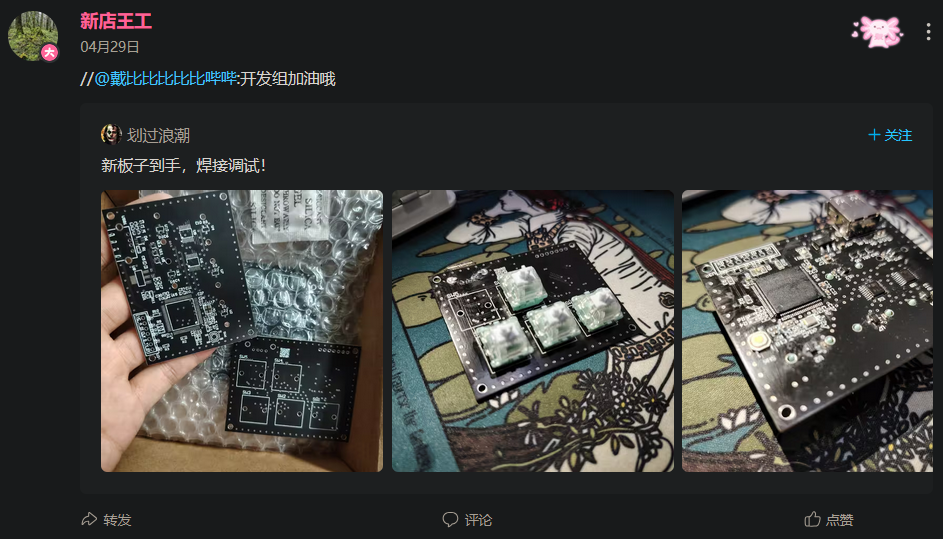 新店王工
六
04月29日
//@戴比比比比比比哔哔:开发组加油哦
划过浪潮
+ 关注
新板子到手，焊接调试！
转发
评论
点赞